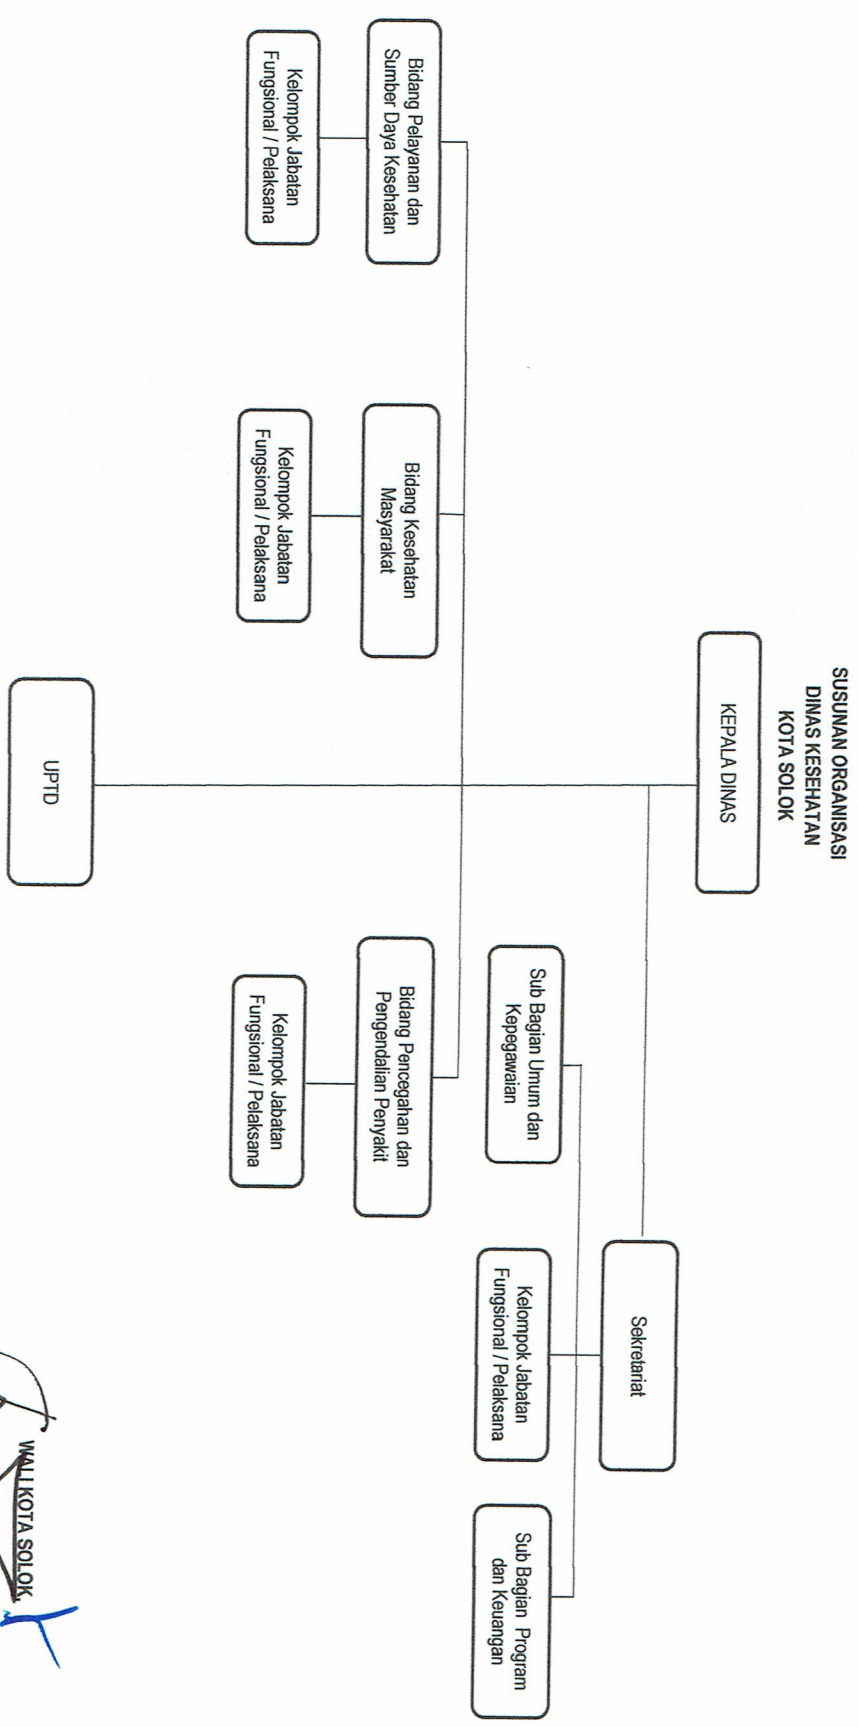 SUSUNAN ORGANISASI
DINAS KESEHATAN
KOTA SOLOK
KEPALA DINAS
Sekretariat
Sub Bagian Umum dan
Kepegawaian
Kelompok Jabatan
Fungsional / Pelaksana
Sub Bagian Program
dan Keuangan
Bidang Pelayanan dan
Sumber Daya Kesehatan
Bidang Kesehatan
Masyarakat
Bidang Pencegahan dan
Pengendalian Penyakit
Kelompok Jabatan
Fungsional / Pelaksana
Kelompok Jabatan
Fungsional / Pelaksana
Kelompok Jabatan
Fungsional / Pelaksana
UPTD
WALI KOTA SOLOK,